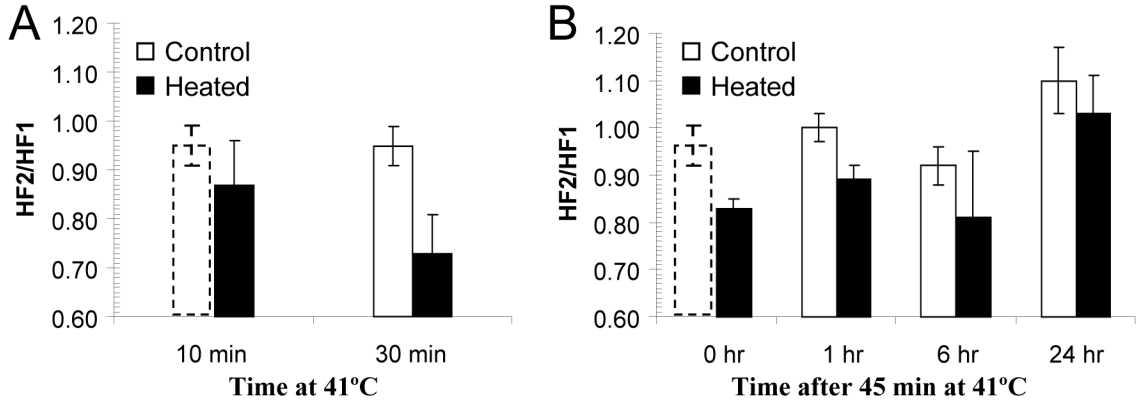 A
HF2/HF1
1.20
1.10
1.00
0.90
0.80
0.70
0.60
Control
Heated
10 min 30 min
Time at 41ºC
B
HF2/HF1
1.20
1.10
1.00
0.90
0.80
0.70
0.60
Control
Heated
0 hr 1 hr 6 hr 24 hr
Time after 45 min at 41ºC